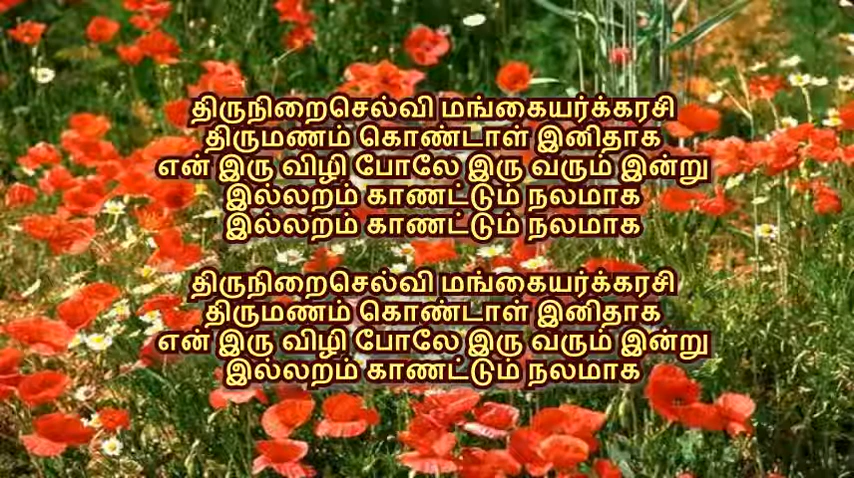 திருநிறைசெல்வி மங்கையர்க்கரசி
திருமணம் கொண்டாள் இனிதாக
என் இரு விழி போலே இரு வரும் இன்று
இல்லறம் காணட்டும் நலமாக
இல்லறம் காணட்டும் நலமாக
திருநிறைசெல்வி மங்கையர்க்கரசி
திருமணம் கொண்டாள் இனிதாக
என் இரு விழி போலே இரு வரும் இன்று
இல்லறம் காணட்டும் நலமாக